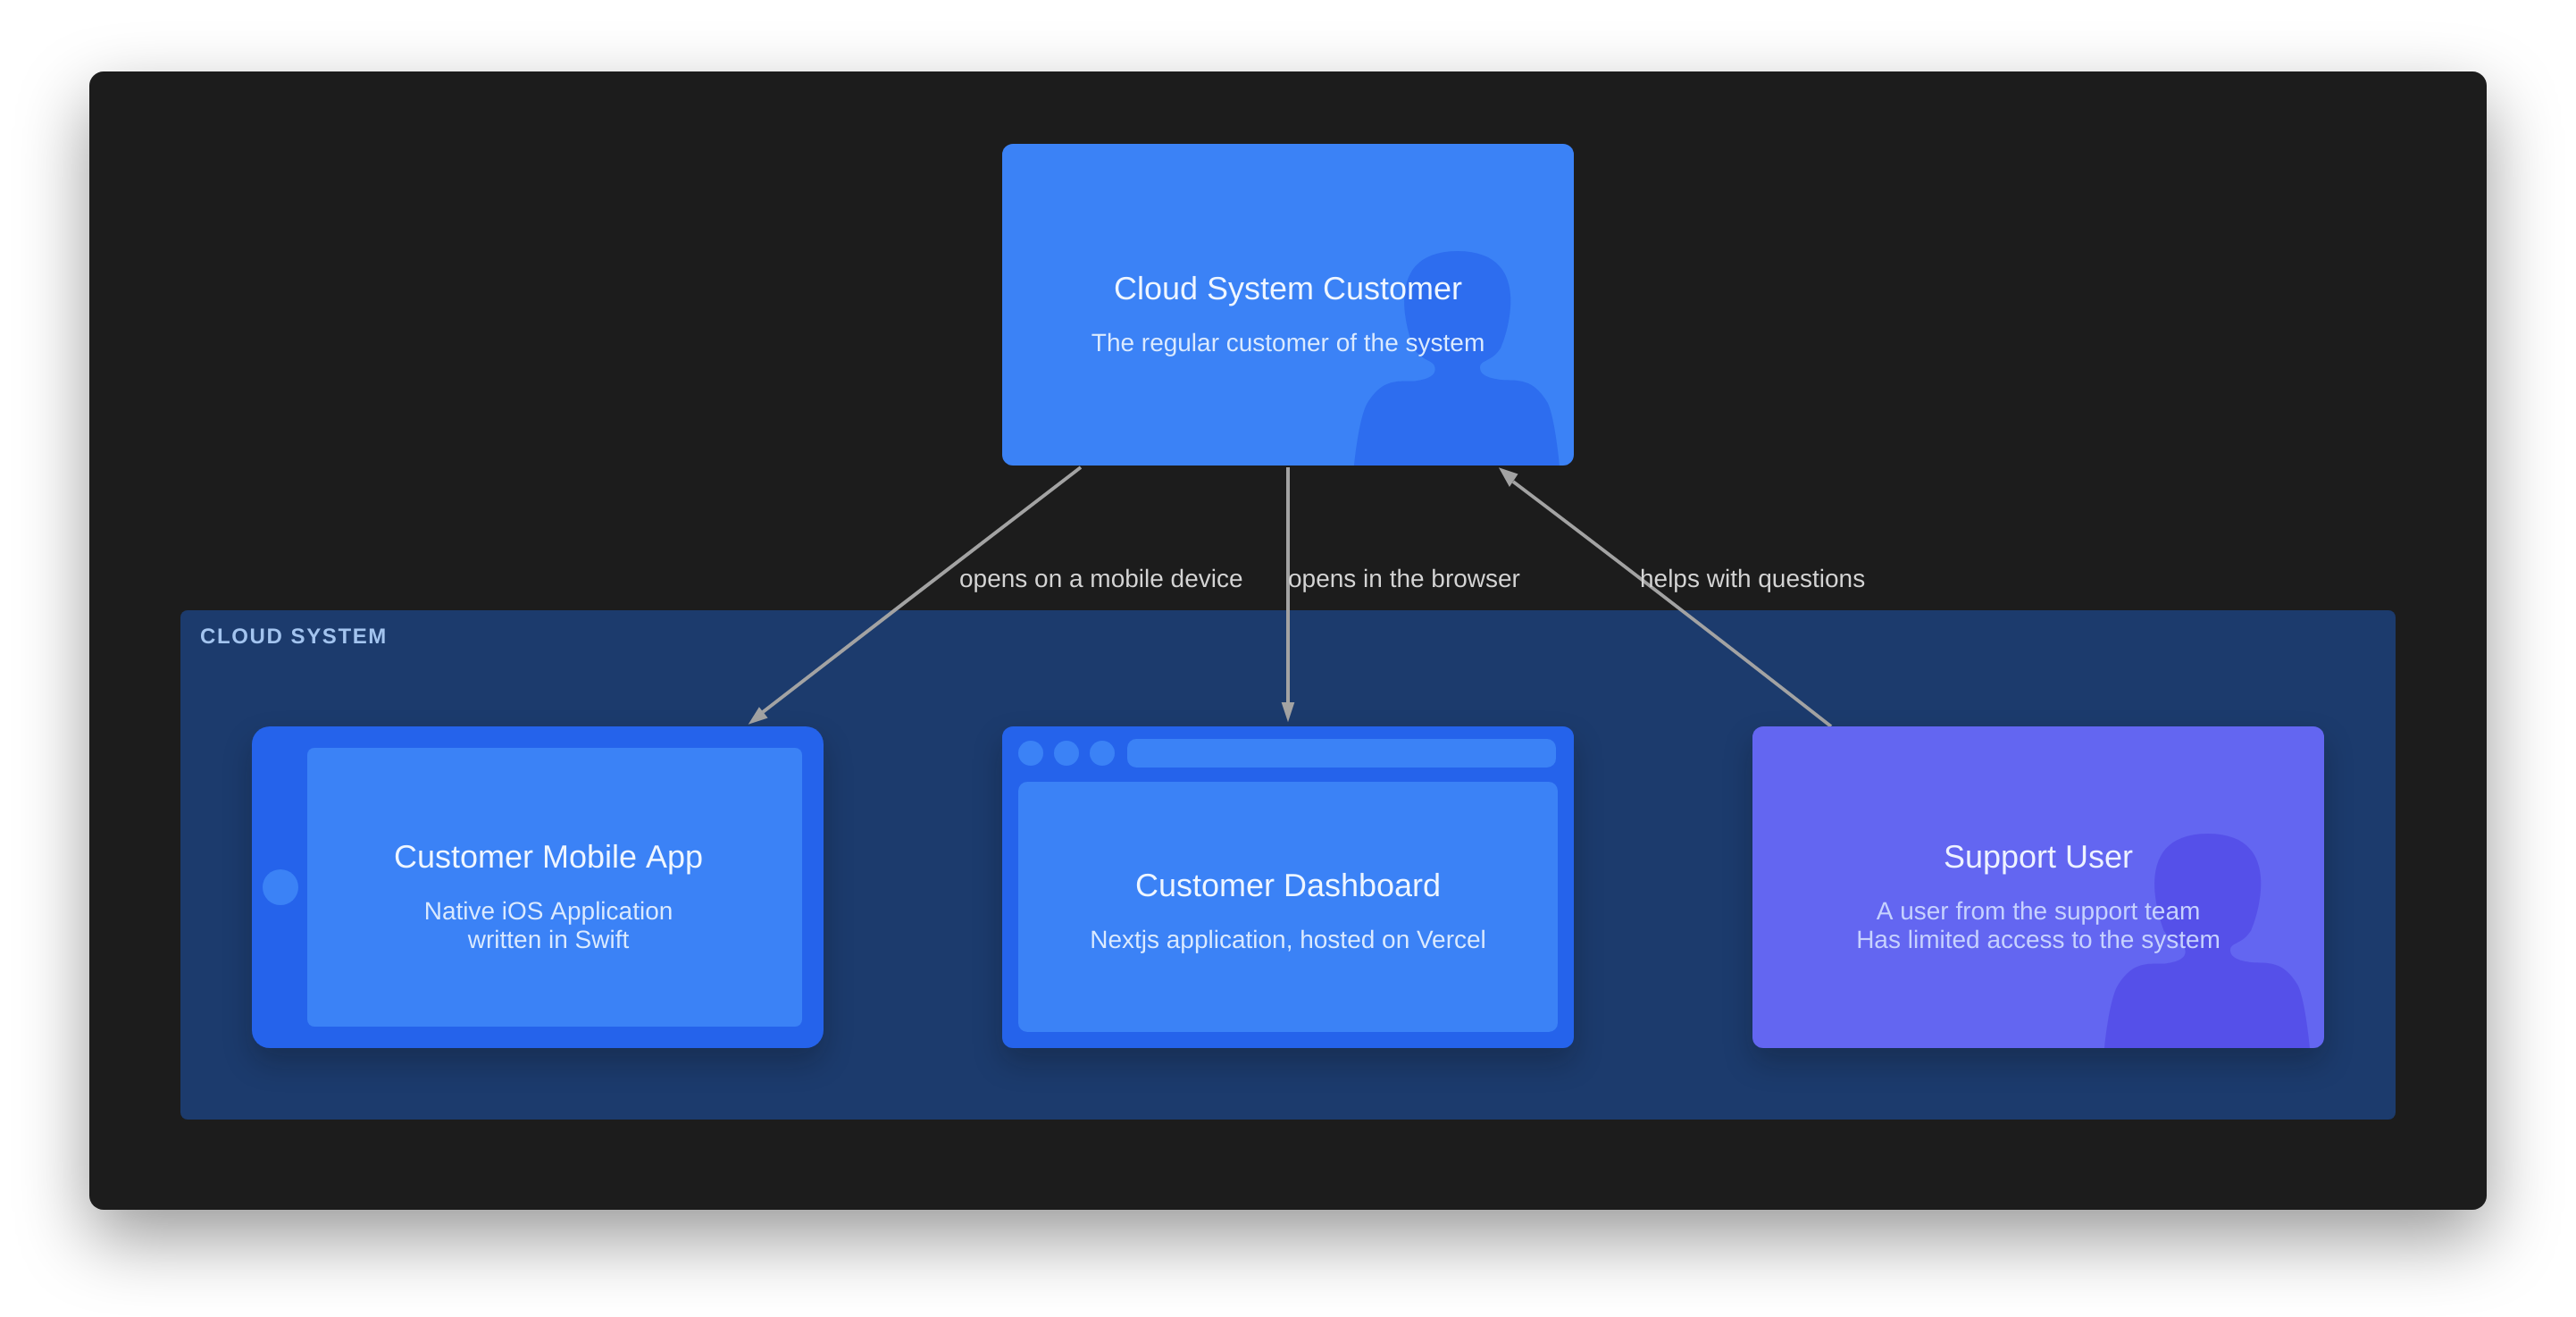 Cloud System Customer
The regular customer of the system
opens on a mobile device
opens in the browser
helps with questions
CLOUD SYSTEM
Customer Mobile App
Native iOS Application
written in Swift
Customer Dashboard
Nextjs application, hosted on Vercel
Support User
A user from the support team
Has limited access to the system